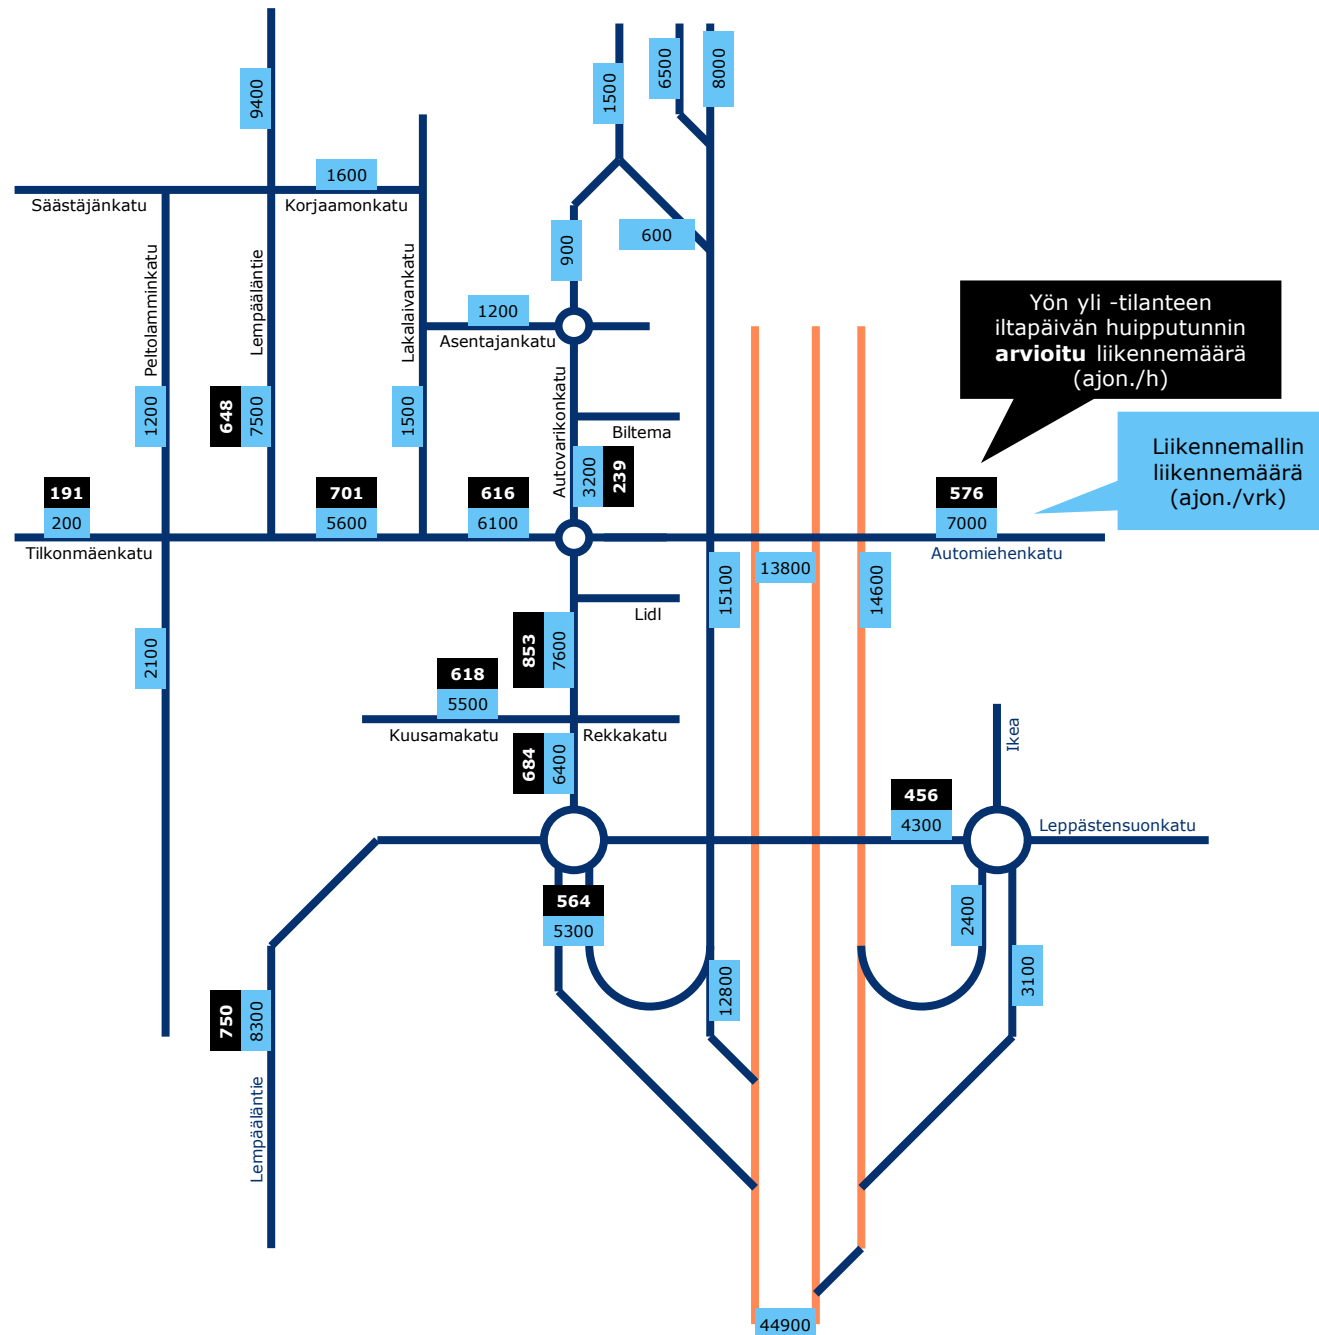 9400
1500
6500
8000
1600
Säästäjänkatu
Korjaamonkatu
600
900
Peltolamminkatu
Lempääläntie
Lakalaivankatu
1200
Asentajankatu
Yön yli -tilanteen
iltapäivän huipputunnin
arvioitu liikennemäärä
(ajon./h)
1200
648
7500
1500
Autovarikonkatu
Biltema
3200
239
Liikennemallin
liikennemäärä
(ajon./vrk)
191
200
701
5600
616
6100
576
7000
Tilkonmäenkatu
Automiehenkatu
15100
13800
14600
Lidl
2100
853
7600
618
5500
Kuusamakatu
Rekkakatu
684
6400
Ikea
456
4300
Leppästensuonkatu
564
5300
2400
3100
12800
750
8300
Lempääläntie
44900